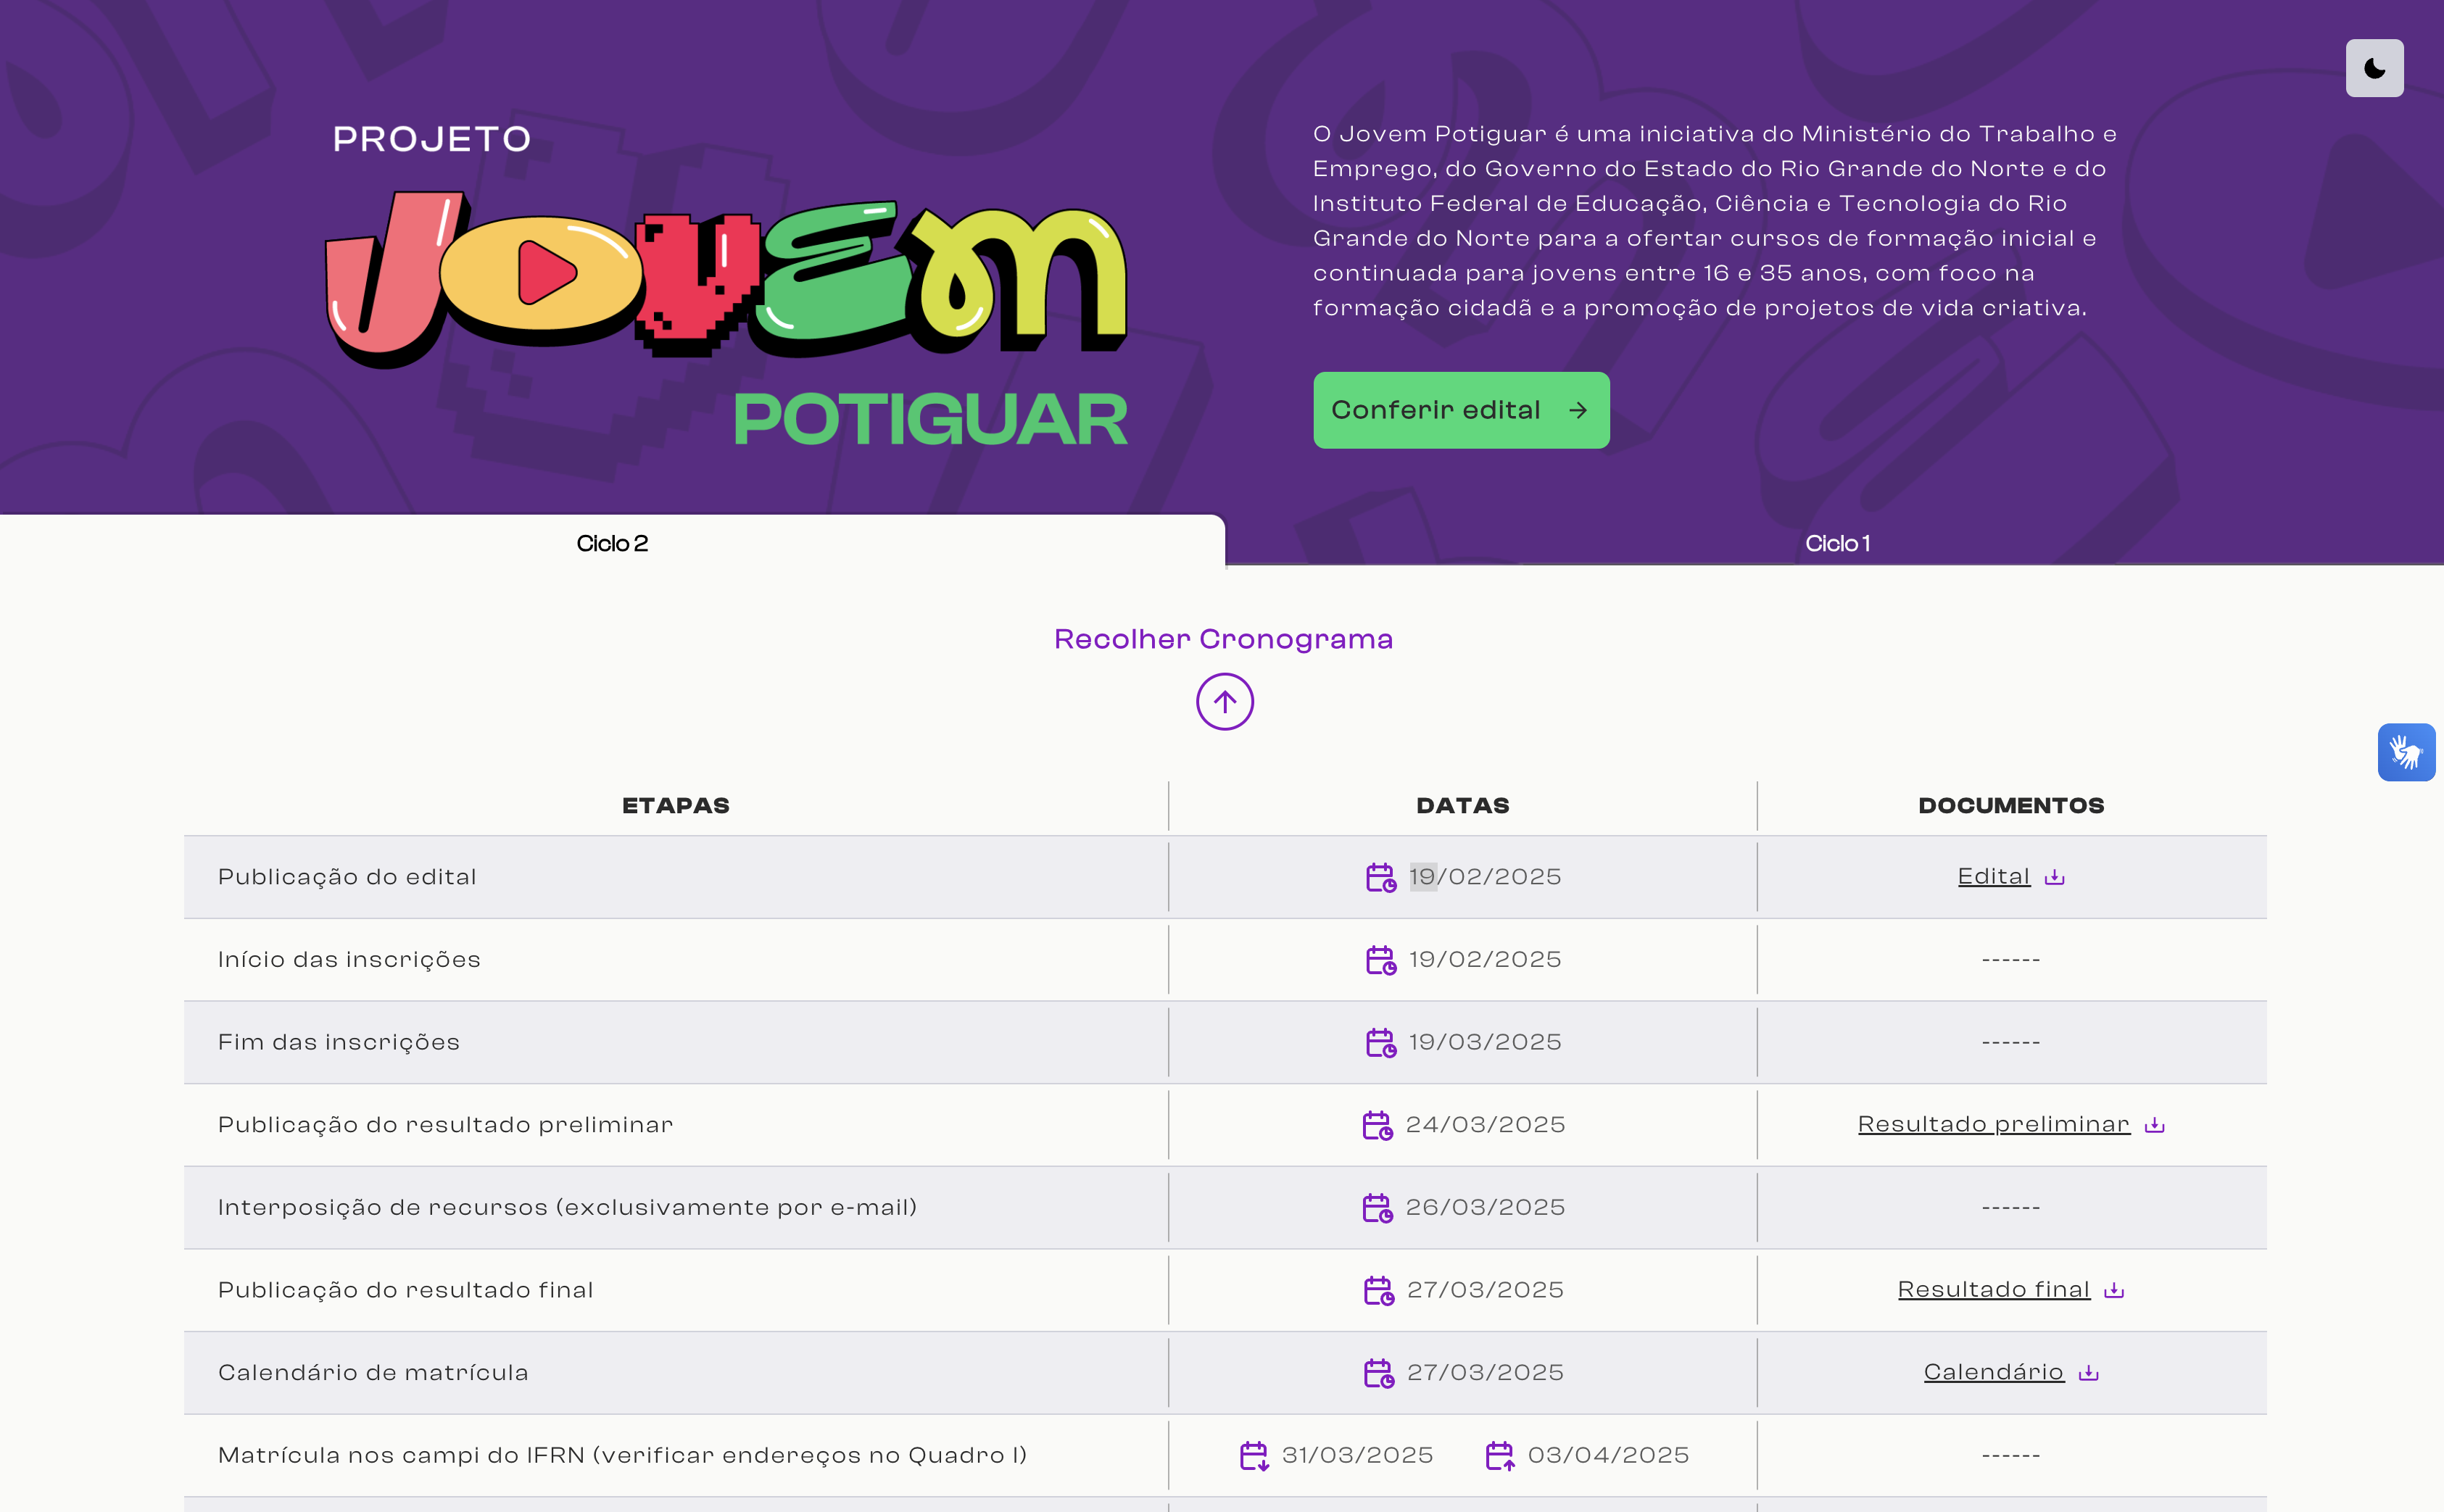 PROJETO
JOVEM
POTIGUAR
O Jovem Potiguar é uma iniciativa do Ministério do Trabalho e
Emprego, do Governo do Estado do Rio Grande do Norte e do
Instituto Federal de Educação, Ciência e Tecnologia do Rio
Grande do Norte para a ofertar cursos de formação inicial e
continuada para jovens entre 16 e 35 anos, com foco na
formação cidadã e a promoção de projetos de vida criativa.
Conferir edital
Ciclo 2
Ciclo 1
Recolher Cronograma
ETAPAS DATAS DOCUMENTOS
Publicação do edital 19/02/2025 Edital
Início das inscrições 19/02/2025 ------
Fim das inscrições 19/03/2025 ------
Publicação do resultado preliminar 24/03/2025 Resultado preliminar
Interposição de recursos (exclusivamente por e-mail) 26/03/2025 ------
Publicação do resultado final 27/03/2025 Resultado final
Calendário de matrícula 27/03/2025 Calendário
Matrícula nos campi do IFRN (verificar endereços no Quadro I) 31/03/2025 03/04/2025 ------